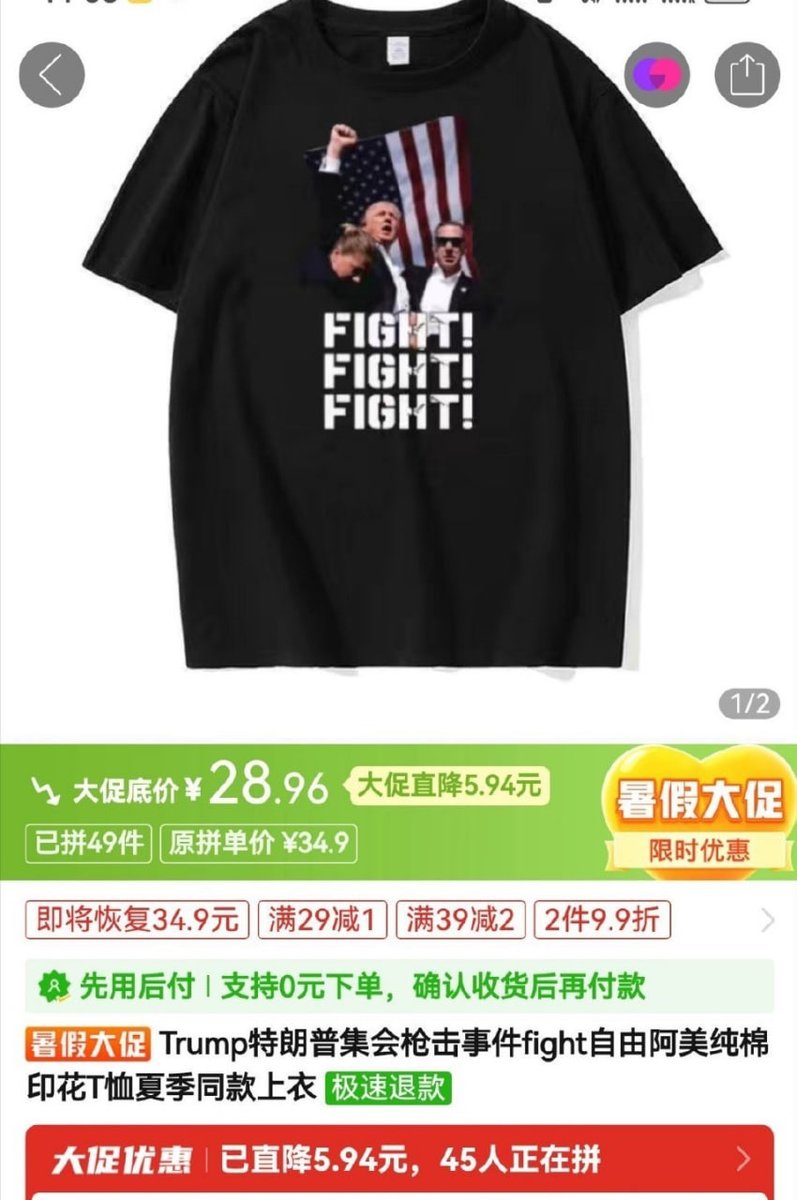 FIGHT!
FIGHT!
FIGHT!
1/2
大促底价¥28.96 大促直降5.94元
已拼49件 原拼单价 ¥34.9
暑假大促
限时优惠
即将恢复34.9元 满29减1 满39减2 2件9.9折
先用后付 | 支持0元下单，确认收货后再付款
暑假大促 Trump特朗普集会枪击事件fight自由阿美纯棉
印花T恤夏季同款上衣 极速退款
大促优惠 | 已直降5.94元，45人正在拼